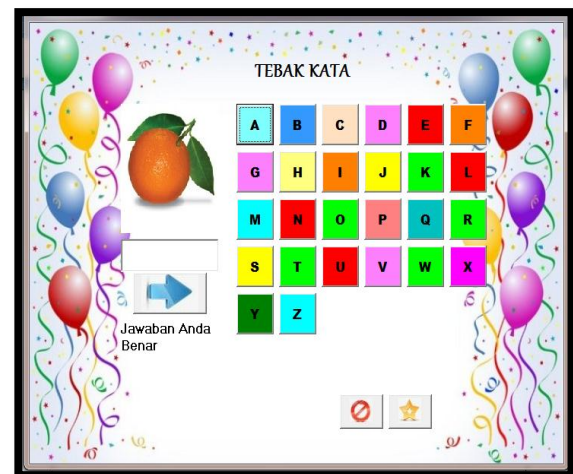 TEBAK KATA
A B C D E F
G H I J K L
M N O P Q R
S T U V W X
Y Z
Jawaban Anda
Benar